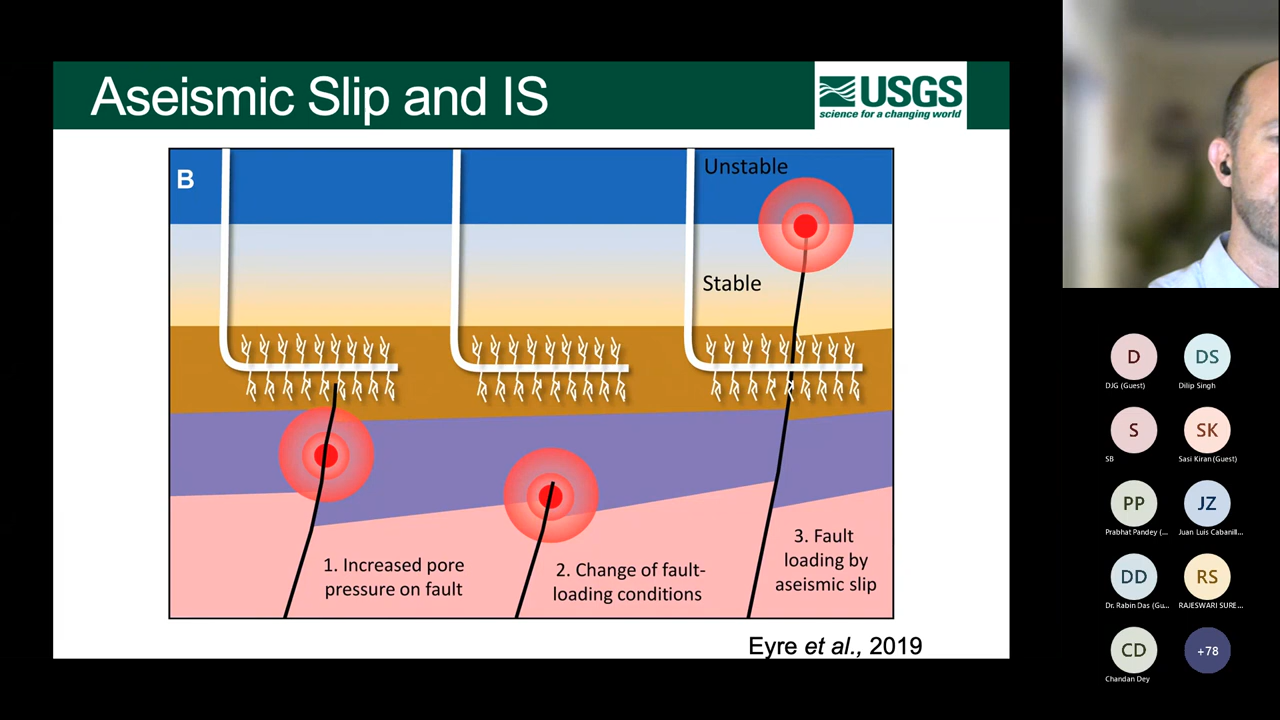 Aseismic Slip and IS
USGS
science for a changing world
B
Unstable
Stable
1. Increased pore
pressure on fault
2. Change of fault-
loading conditions
3. Fault
loading by
aseismic slip
Eyre et al., 2019
D
DJG (Guest)
DS
Dilip Singh
S
SB
SK
Sasi Kiran (Guest)
PP
Prabhat Pandey (...
JZ
Juan Luis Cabanill...
DD
Dr. Rabin Das (Gu...
RS
RAJESWARI SURE...
CD
Chandan Dey
+78